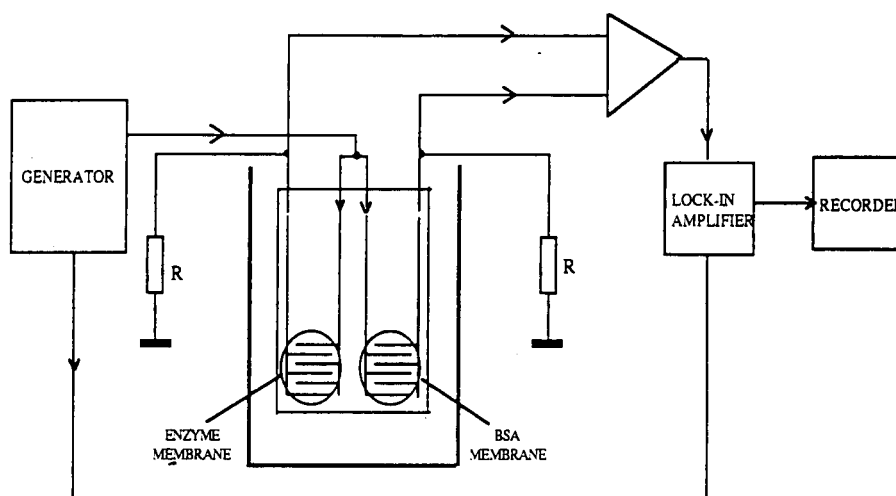 GENERATOR
R
R
LOCK-IN
AMPLIFIER
RECORDER
ENZYME
MEMBRANE
BSA
MEMBRANE